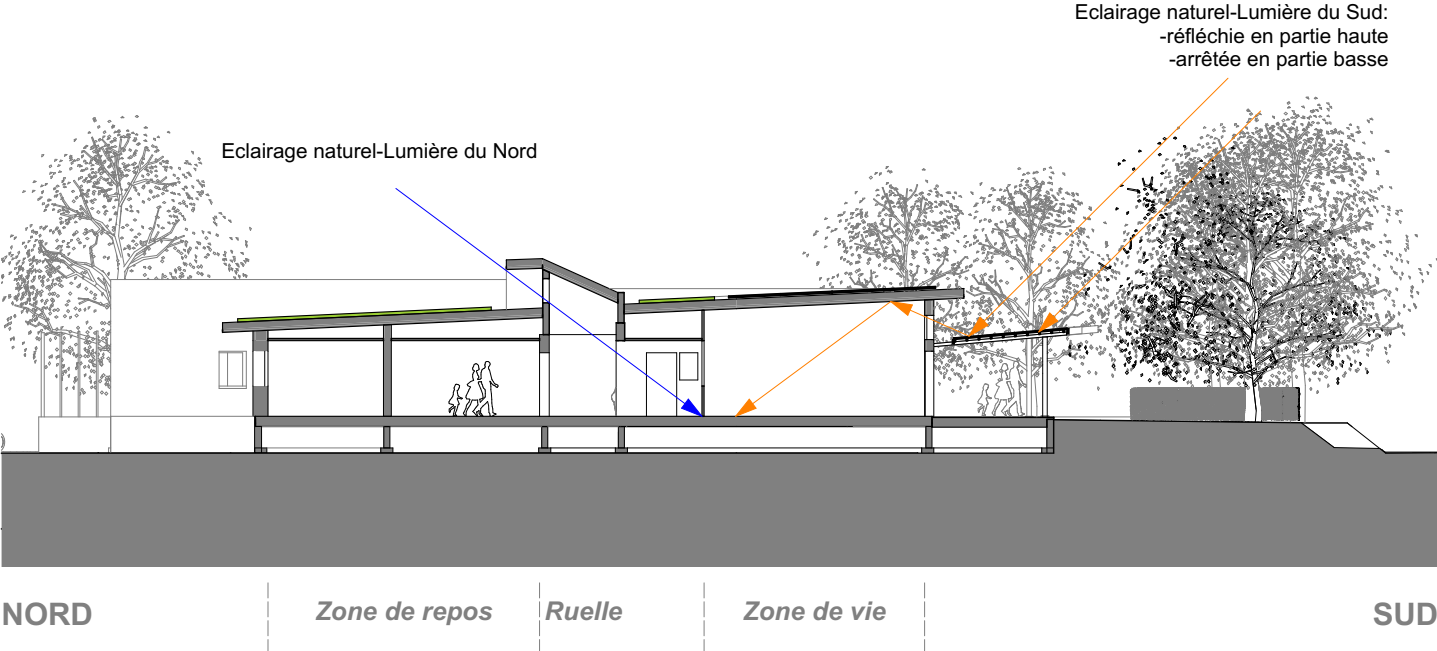 Eclairage naturel-Lumière du Sud:
-réfléchie en partie haute
-arrêtée en partie basse
Eclairage naturel-Lumière du Nord
NORD
Zone de repos
Ruelle
Zone de vie
SUD